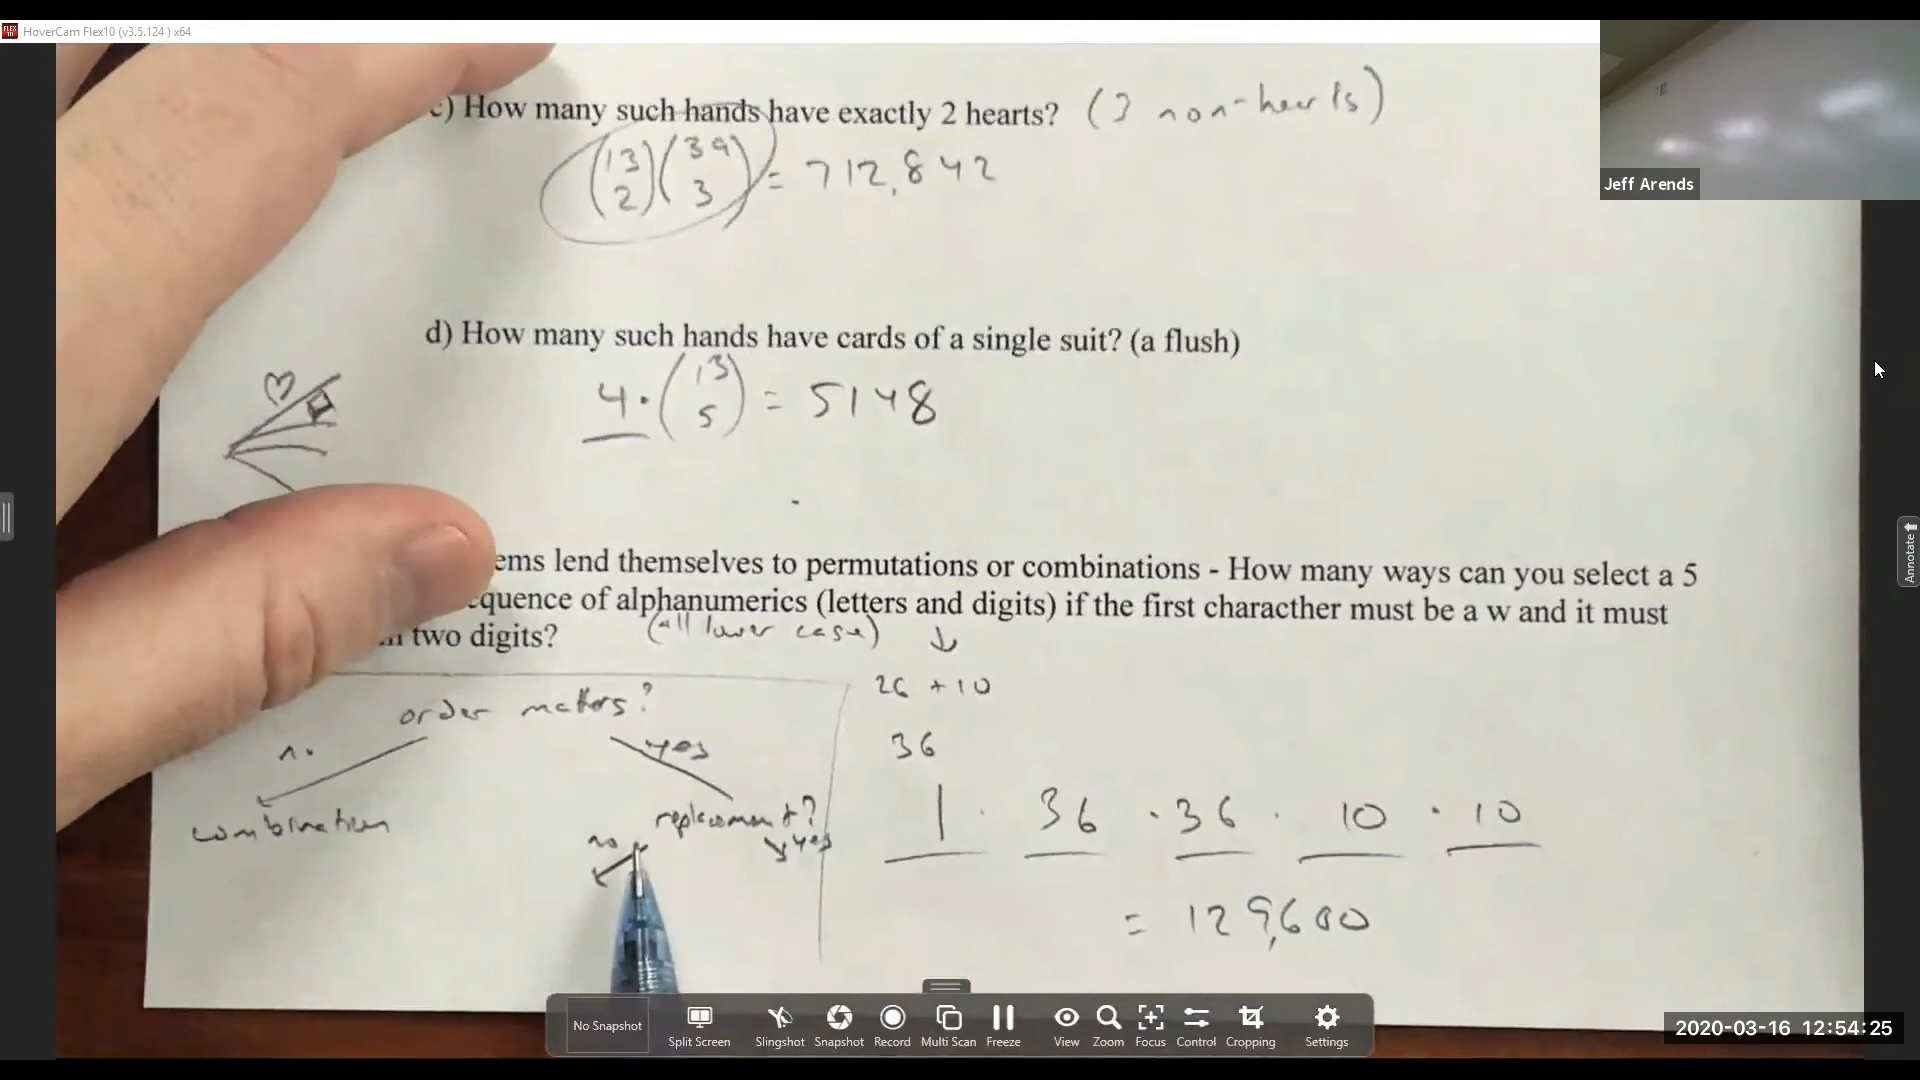 HoverCam Flex10 (v3.5.124 ) x64
c) How many such hands have exactly 2 hearts? (3 non-hearts)
(13 2)(39 3) = 712,842
Jeff Arends
d) How many such hands have cards of a single suit? (a flush)
4 · (13 5) = 5148
ems lend themselves to permutations or combinations - How many ways can you select a 5
equence of alphanumerics (letters and digits) if the first characther must be a w and it must
two digits? (all lower case)
26 + 10
36
order matters?
no yes
combination
replacement?
no yes
1 · 36 · 36 · 10 · 10
= 129,600
Annotate
No Snapshot
Split Screen Slingshot Snapshot Record Multi Scan Freeze View Zoom Focus Control Cropping Settings
2020-03-16 12:54:25